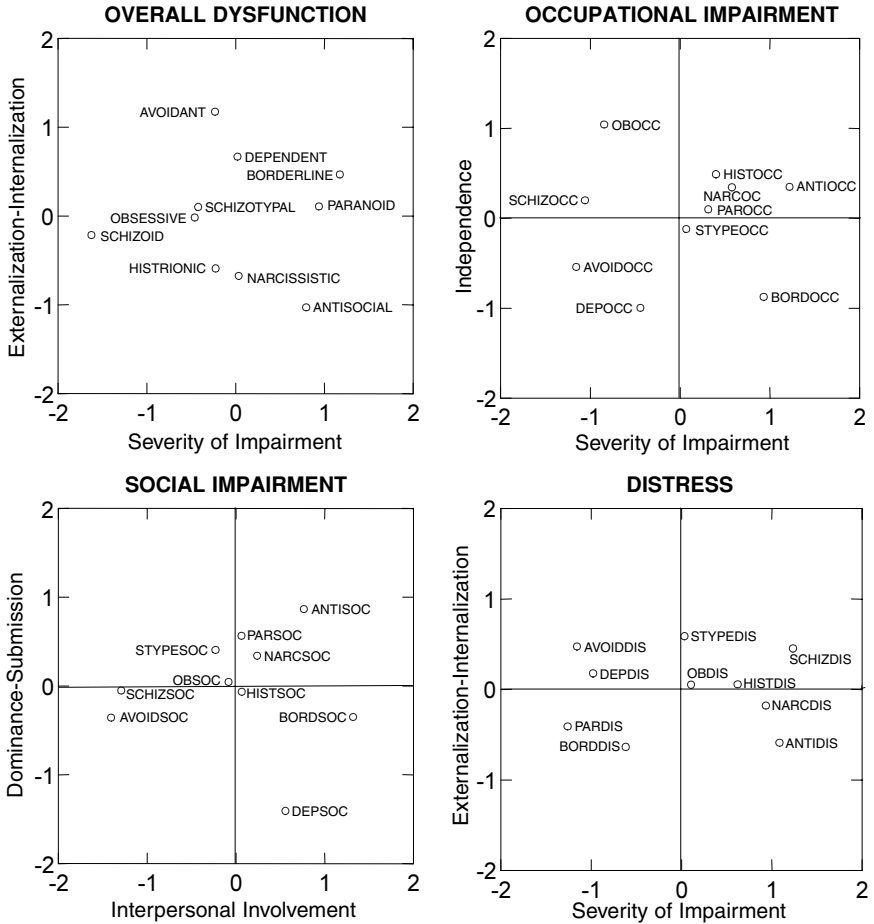 OVERALL DYSFUNCTION
Externalization-Internalization
2
1
0
-1
-2
AVOIDANT
DEPENDENT
BORDERLINE
SCHIZOTYPAL
PARANOID
OBSESSIVE
SCHIZOID
HISTRIONIC
NARCISSISTIC
ANTISOCIAL
-2 -1 0 1 2
Severity of Impairment
OCCUPATIONAL IMPAIRMENT
Independence
2
1
0
-1
-2
OBOCC
HISTOCC
ANTIOCC
NARCOC
SCHIZOCC
PAROCC
STYPEOCC
AVOIDOCC
BORDOCC
DEPOCC
-2 -1 0 1 2
Severity of Impairment
SOCIAL IMPAIRMENT
Dominance-Submission
2
1
0
-1
-2
ANTISOC
PARSOC
STYPESOC
NARCSOC
OBSOC
SCHIZSOC
HISTSOC
AVOIDSOC
BORDSOC
DEPSOC
-2 -1 0 1 2
Interpersonal Involvement
DISTRESS
Externalization-Internalization
2
1
0
-1
-2
STYPEDIS
AVOIDDIS
SCHIZDIS
DEPDIS
OBDIS
HISTDIS
NARCDIS
PARDIS
BORDDIS
ANTIDIS
-2 -1 0 1 2
Severity of Impairment